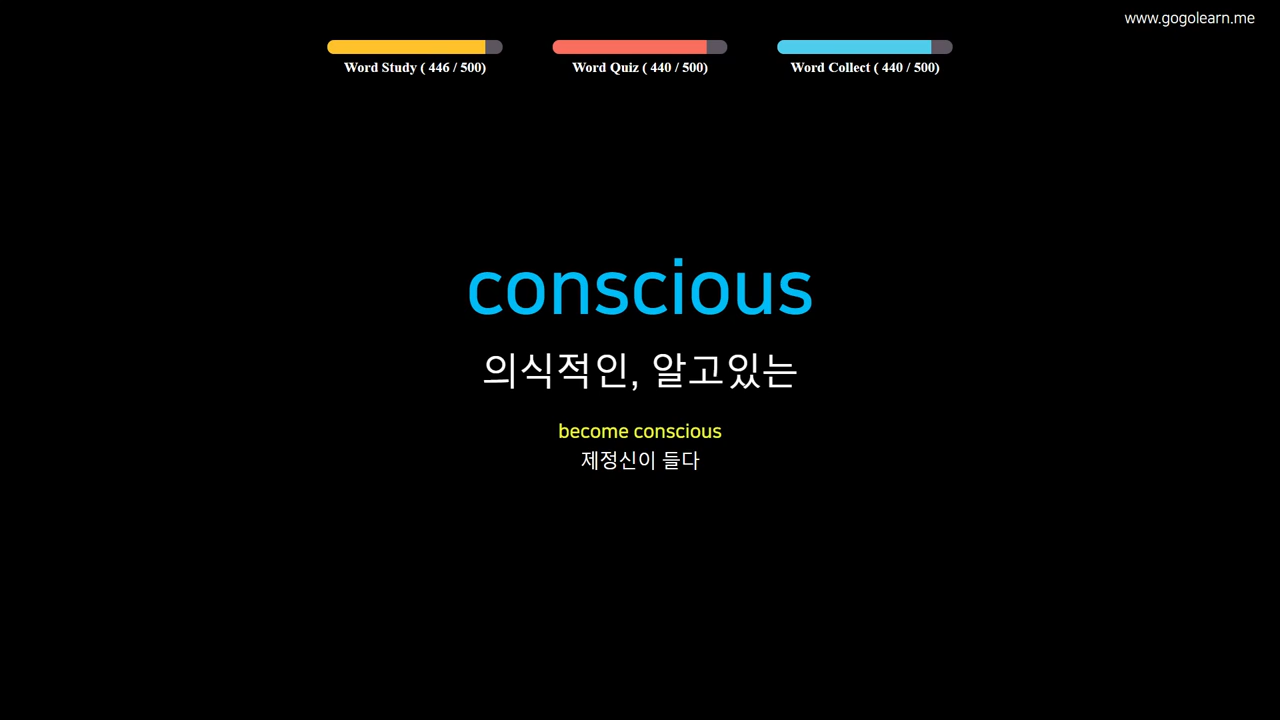 www.gogolearn.me
Word Study ( 446 / 500)
Word Quiz ( 440 / 500)
Word Collect ( 440 / 500)
conscious
의식적인, 알고있는
become conscious
제정신이 들다